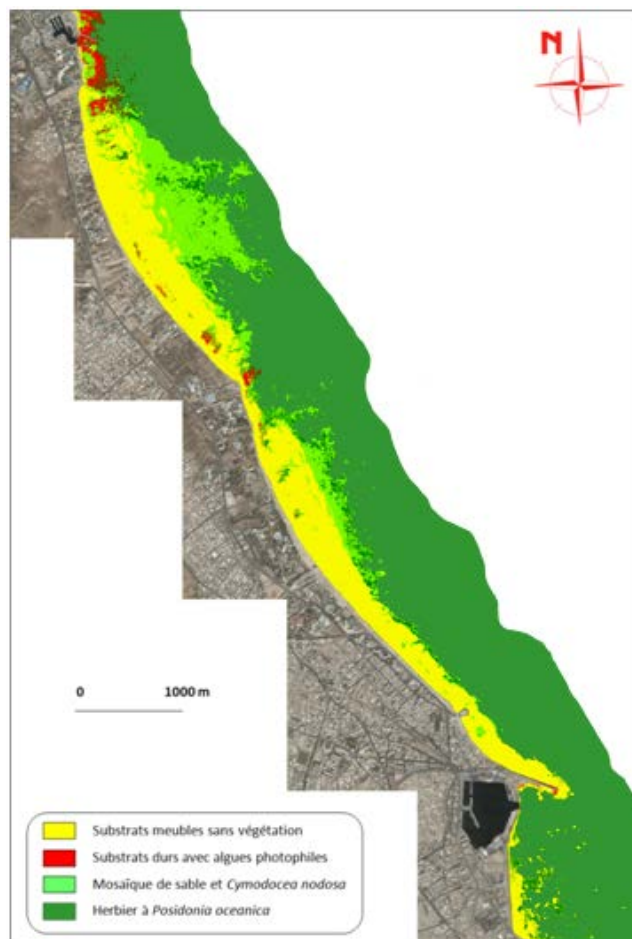 N
0 1000 m
Substrats meubles sans végétation
Substrats durs avec algues photophiles
Mosaïque de sable et Cymodocea nodosa
Herbier à Posidonia oceanica